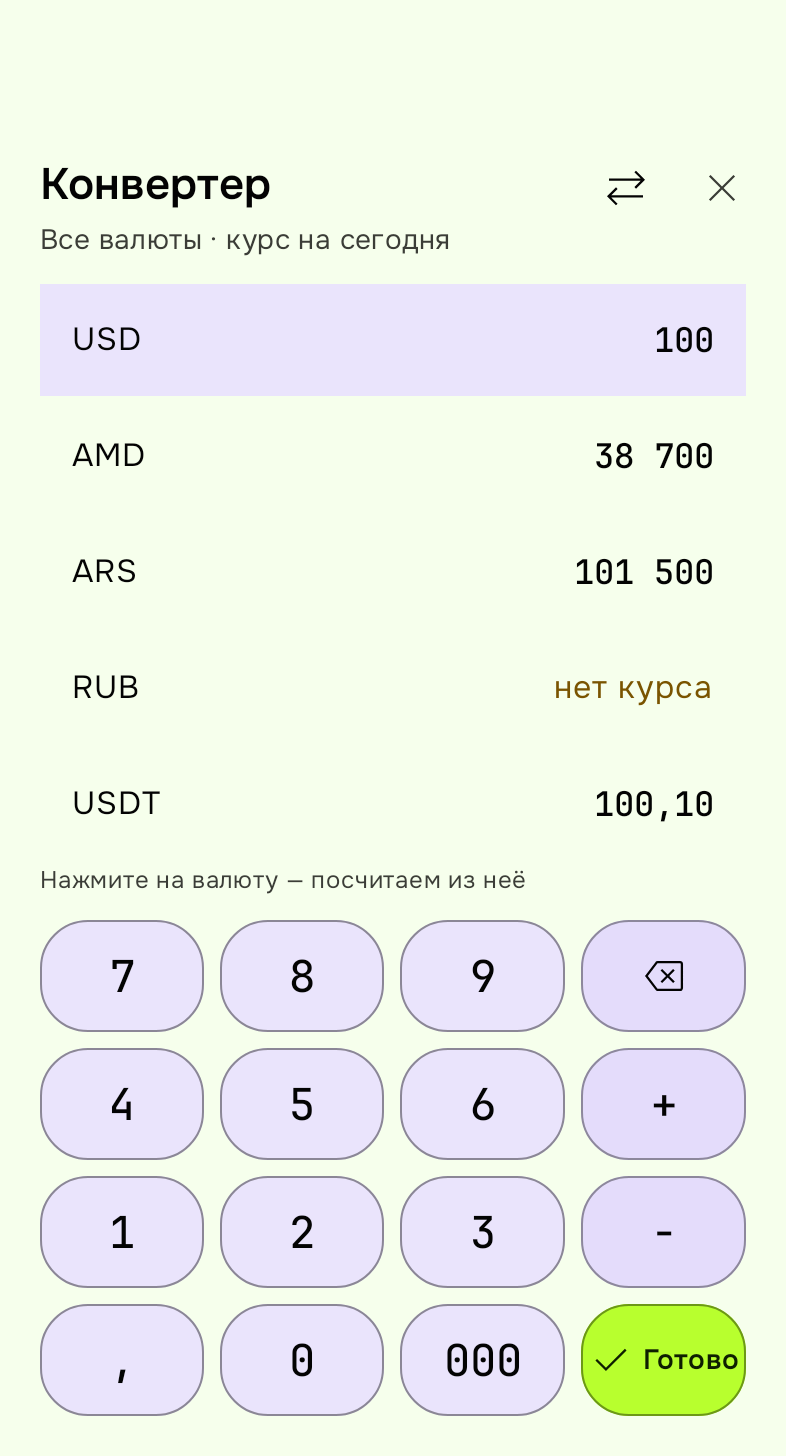 Конвертер
Все валюты · курс на сегодня
USD 100
AMD 38 700
ARS 101 500
RUB нет курса
USDT 100,10
Нажмите на валюту — посчитаем из неё
7 8 9
4 5 6 +
1 2 3 -
, 0 000 Готово